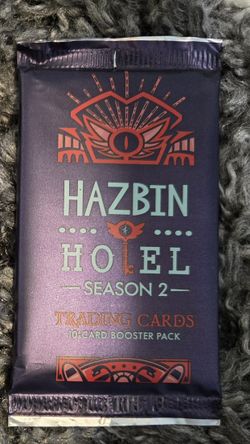 HAZBIN
HOTEL
SEASON 2
TRADING CARDS
10-CARD BOOSTER PACK